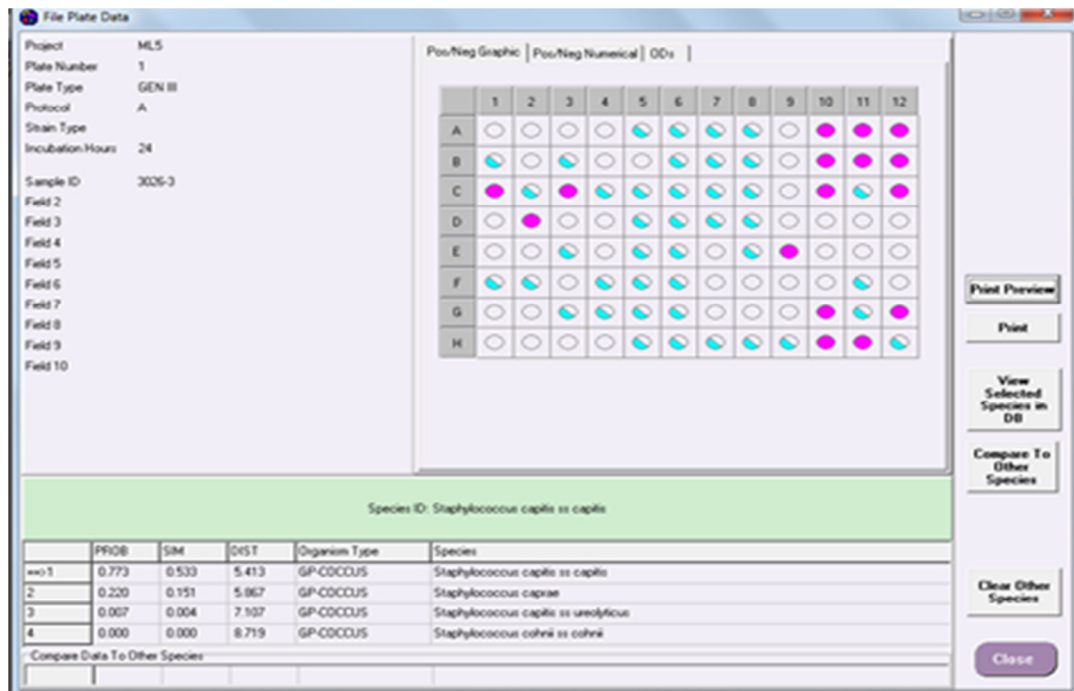 File Plate Data
Project ML5
Plate Number 1
Plate Type GEN III
Protocol A
Strain Type
Incubation Hours 24
Sample ID 3026-3
Field 2
Field 3
Field 4
Field 5
Field 6
Field 7
Field 8
Field 9
Field 10
Pos/Neg Graphic Pos/Neg Numerical ODs
1 2 3 4 5 6 7 8 9 10 11 12
A
B
C
D
E
F
G
H
Print Preview
Print
View
Selected
Species in
DB
Compare To
Other
Species
Species ID: Staphylococcus capitis ss capitis
PROB SIM DIST Organism Type Species
==>1 0.773 0.533 5.413 GP-COCCUS Staphylococcus capitis ss capitis
2 0.220 0.151 5.867 GP-COCCUS Staphylococcus caprae
3 0.007 0.004 7.107 GP-COCCUS Staphylococcus capitis ss ureolyticus
4 0.000 0.000 8.719 GP-COCCUS Staphylococcus cohnii ss cohnii
Clear Other
Species
Compare Data To Other Species
Close